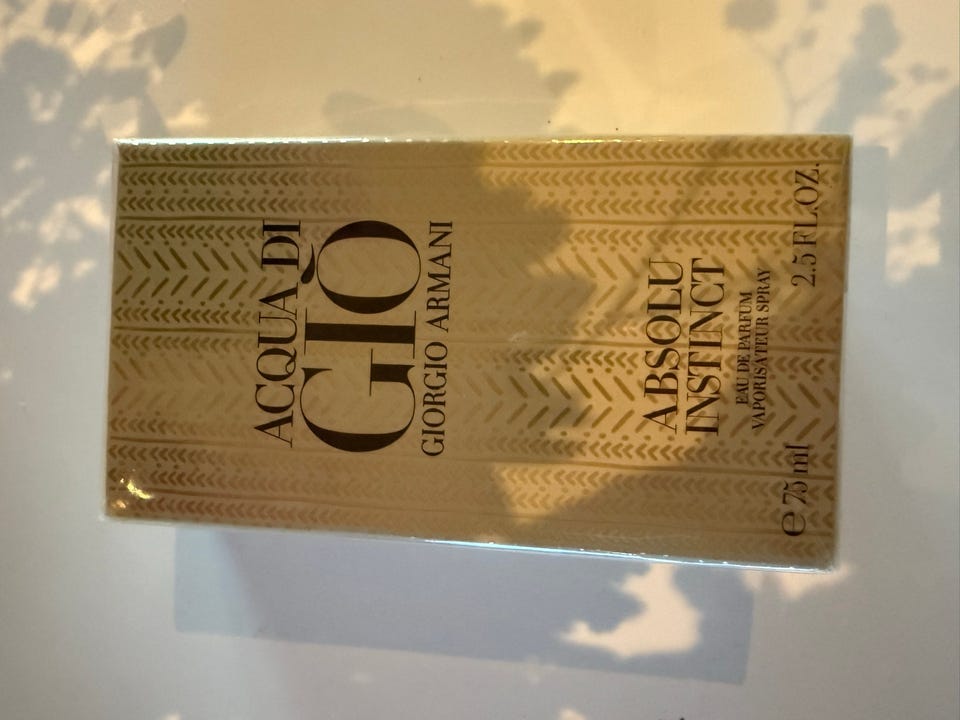 ACQUA DI
GIÒ
GIORGIO ARMANI
ABSOLU
INSTINCT
EAU DE PARFUM
VAPORISATEUR SPRAY
℮ 75 ml 2.5 FL.OZ.